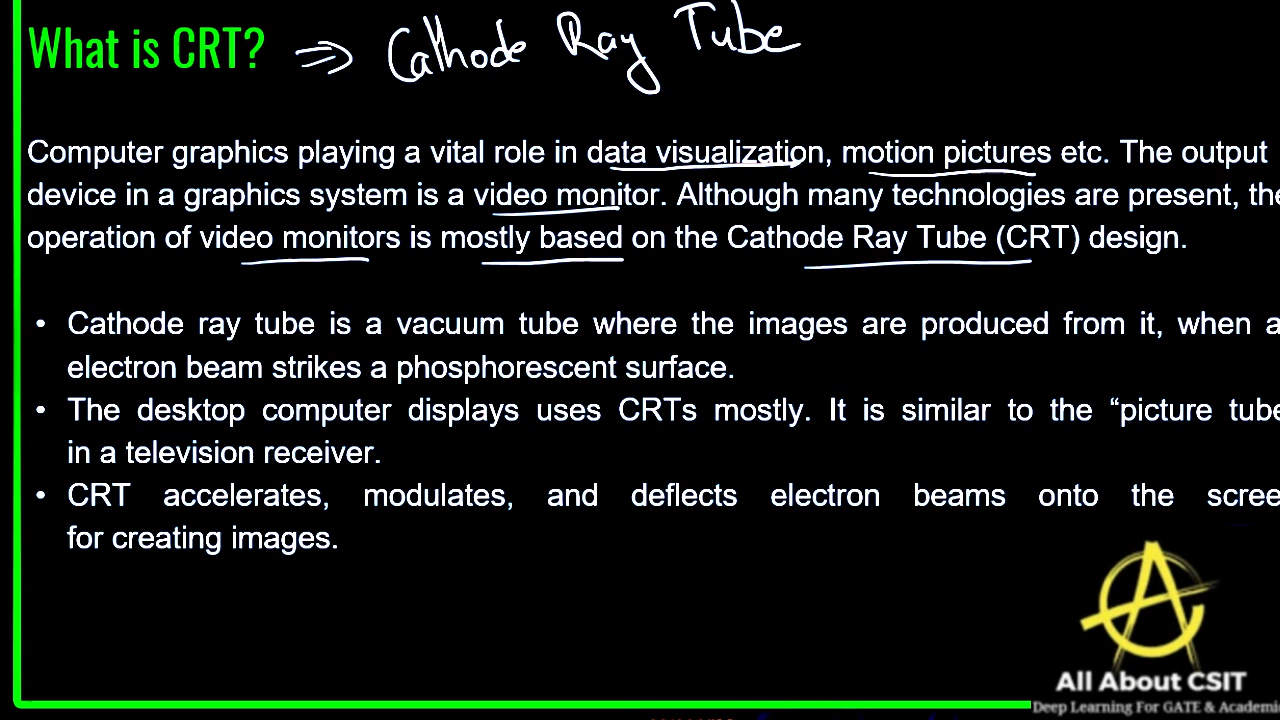 What is CRT? ⇒ Cathode Ray Tube
Computer graphics playing a vital role in data visualization, motion pictures etc. The output
device in a graphics system is a video monitor. Although many technologies are present, the
operation of video monitors is mostly based on the Cathode Ray Tube (CRT) design.
• Cathode ray tube is a vacuum tube where the images are produced from it, when a
electron beam strikes a phosphorescent surface.
• The desktop computer displays uses CRTs mostly. It is similar to the “picture tube
in a television receiver.
• CRT accelerates, modulates, and deflects electron beams onto the scree
for creating images.
All About CSIT
Deep Learning For GATE & Academi